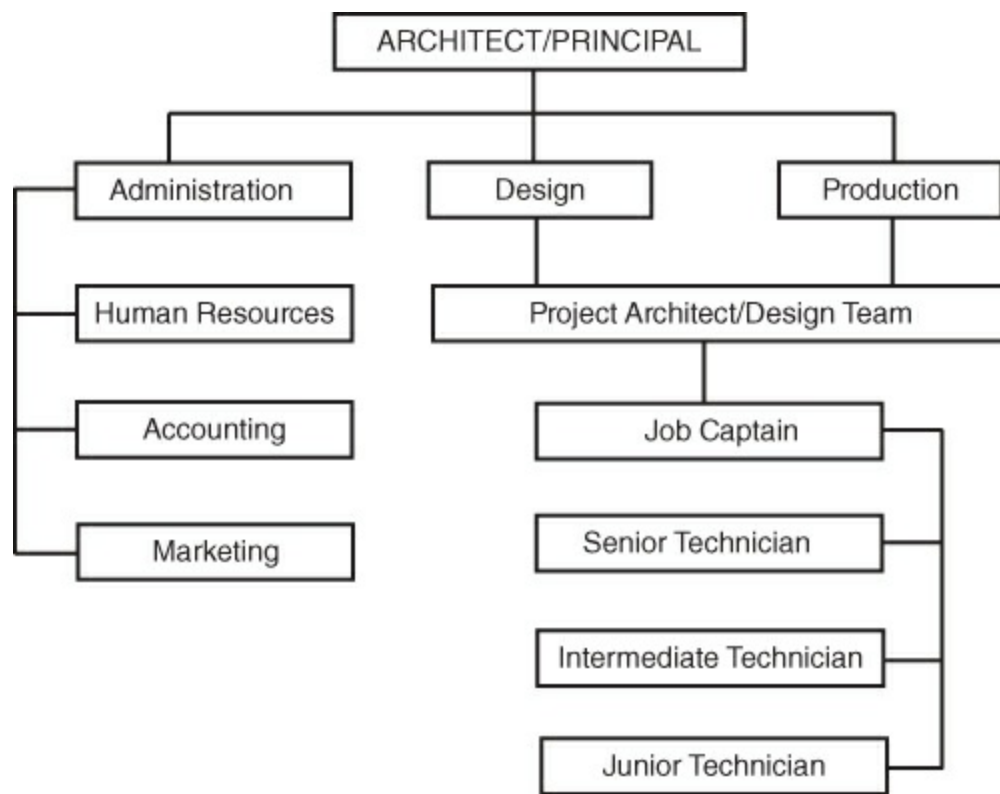 ARCHITECT/PRINCIPAL
Administration
Design
Production
Human Resources
Project Architect/Design Team
Accounting
Job Captain
Marketing
Senior Technician
Intermediate Technician
Junior Technician